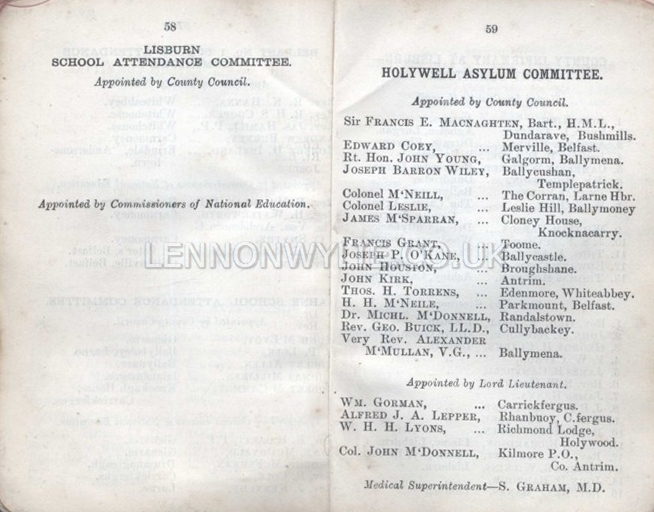 58
LISBURN
SCHOOL ATTENDANCE COMMITTEE.
Appointed by County Council.
Appointed by Commissioners of National Education.
59
HOLYWELL ASYLUM COMMITTEE.
Appointed by County Council.
Sir FRANCIS E. MACNAGHTEN, Bart., H.M.L.,
Dundarave, Bushmills.
EDWARD COEY, ... Merville, Belfast.
Rt. Hon. JOHN YOUNG, Galgorm, Ballymena.
JOSEPH BARRON WILEY, Ballycushan,
Templepatrick.
Colonel M'NEILL, ... The Corran, Larne Hbr.
Colonel LESLIE, ... Leslie Hill, Ballymoney
JAMES M'SPARRAN, ... Cloney House,
Knocknacarry.
FRANCIS GRANT, Toome.
JOSEPH P. O'KANE, Ballycastle.
JOHN HOUSTON, ... Broughshane.
JOHN KIRK, ... Antrim.
THOS. H. TORRENS, ... Edenmore, Whiteabbey.
H. H. M'NEILE, ... Parkmount, Belfast.
Dr. MICHL. M'DONNELL, Randalstown.
Rev. GEO. BUICK, LL.D., Cullybackey.
Very Rev. ALEXANDER
M'MULLAN, V.G., ... Ballymena.
Appointed by Lord Lieutenant.
WM. GORMAN, ... Carrickfergus.
ALFRED J. A. LEPPER, Rhanbuoy, C.fergus.
W. H. H. LYONS, ... Richmond Lodge,
Holywood.
Col. JOHN M'DONNELL, Kilmore P.O.,
Co. Antrim.
Medical Superintendent—S. GRAHAM, M.D.
LENNONWYLIE.CO.UK